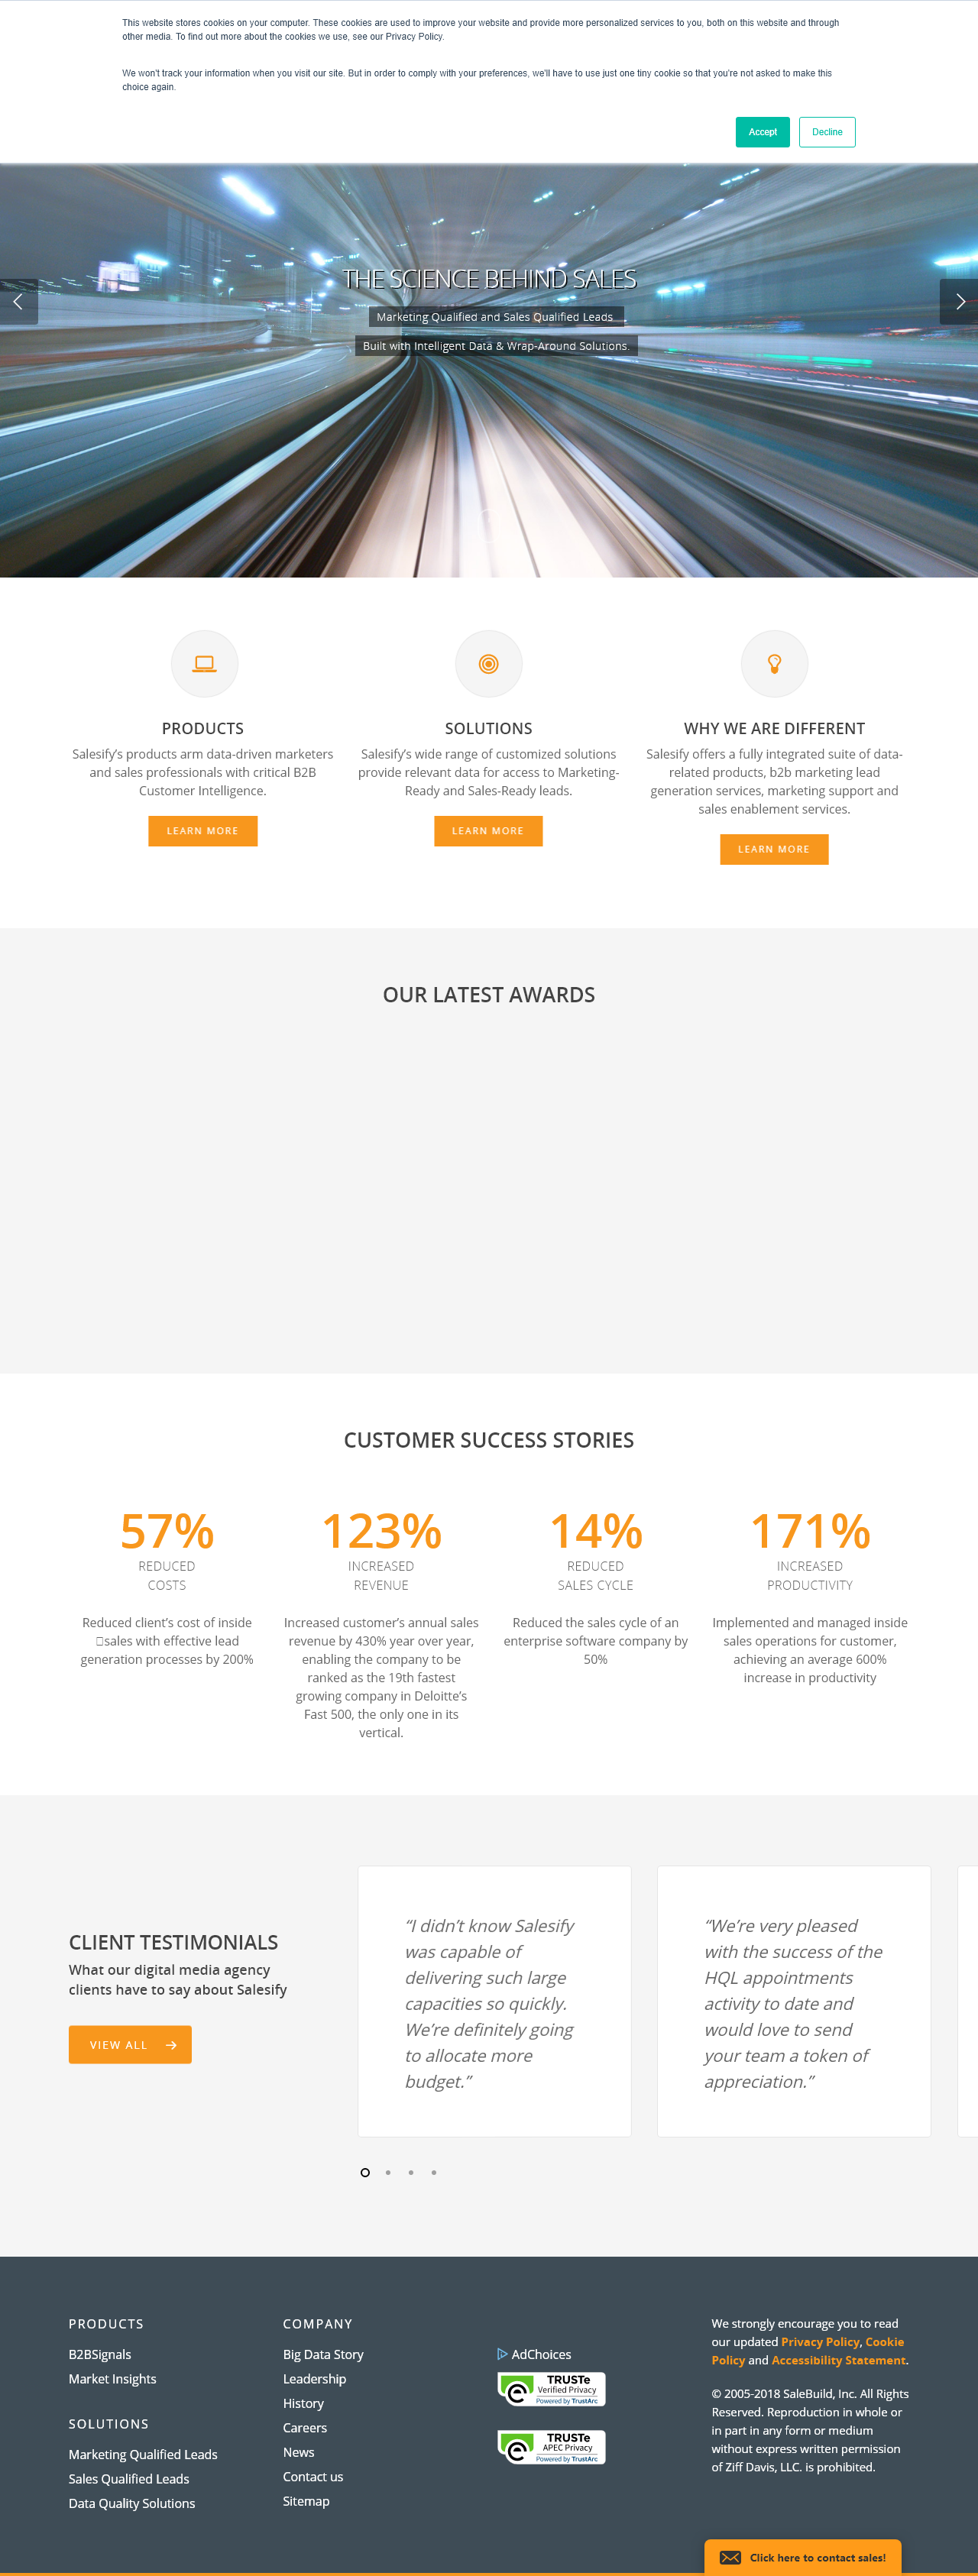 This website stores cookies on your computer. These cookies are used to improve your website and provide more personalized services to you, both on this website and through
other media. To find out more about the cookies we use, see our Privacy Policy.
We won't track your information when you visit our site. But in order to comply with your preferences, we'll have to use just one tiny cookie so that you're not asked to make this
choice again.
Accept
Decline
THE SCIENCE BEHIND SALES
Marketing Qualified and Sales Qualified Leads
Built with Intelligent Data & Wrap-Around Solutions.
PRODUCTS
Salesify’s products arm data-driven marketers
and sales professionals with critical B2B
Customer Intelligence.
LEARN MORE
SOLUTIONS
Salesify’s wide range of customized solutions
provide relevant data for access to Marketing-
Ready and Sales-Ready leads.
LEARN MORE
WHY WE ARE DIFFERENT
Salesify offers a fully integrated suite of data-
related products, b2b marketing lead
generation services, marketing support and
sales enablement services.
LEARN MORE
OUR LATEST AWARDS
CUSTOMER SUCCESS STORIES
57%
REDUCED
COSTS
Reduced client’s cost of inside
sales with effective lead
generation processes by 200%
123%
INCREASED
REVENUE
Increased customer’s annual sales
revenue by 430% year over year,
enabling the company to be
ranked as the 19th fastest
growing company in Deloitte’s
Fast 500, the only one in its
vertical.
14%
REDUCED
SALES CYCLE
Reduced the sales cycle of an
enterprise software company by
50%
171%
INCREASED
PRODUCTIVITY
Implemented and managed inside
sales operations for customer,
achieving an average 600%
increase in productivity
CLIENT TESTIMONIALS
What our digital media agency
clients have to say about Salesify
VIEW ALL
“I didn’t know Salesify
was capable of
delivering such large
capacities so quickly.
We’re definitely going
to allocate more
budget.”
“We’re very pleased
with the success of the
HQL appointments
activity to date and
would love to send
your team a token of
appreciation.”
PRODUCTS
B2BSignals
Market Insights
SOLUTIONS
Marketing Qualified Leads
Sales Qualified Leads
Data Quality Solutions
COMPANY
Big Data Story
Leadership
History
Careers
News
Contact us
Sitemap
AdChoices
TRUSTe
Verified Privacy
Powered by TrustArc
TRUSTe
APEC Privacy
Powered by TrustArc
We strongly encourage you to read
our updated Privacy Policy, Cookie
Policy and Accessibility Statement.
© 2005-2018 SaleBuild, Inc. All Rights
Reserved. Reproduction in whole or
in part in any form or medium
without express written permission
of Ziff Davis, LLC. is prohibited.
Click here to contact sales!